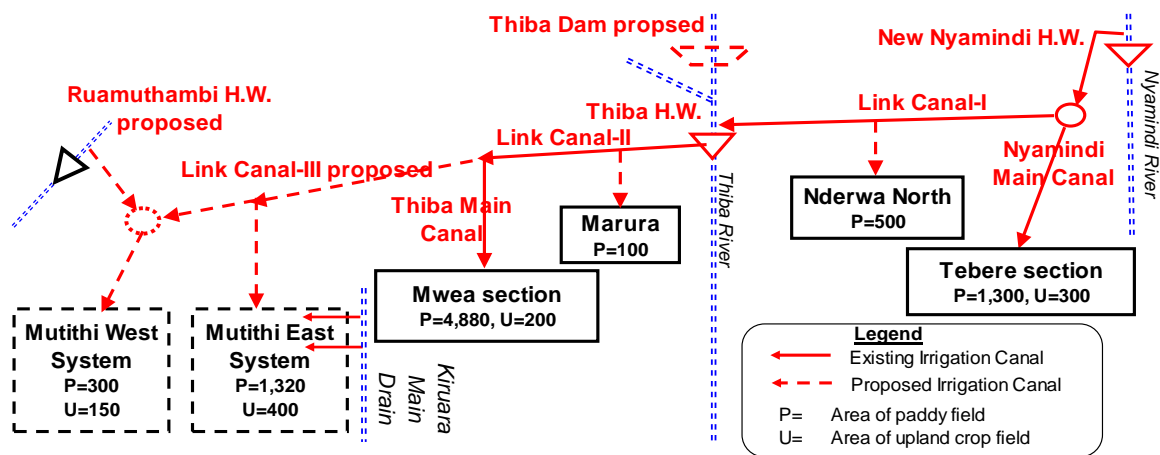 Thiba Dam propsed
New Nyamindi H.W.
Nyamindi River
Ruamuthambi H.W.
proposed
Thiba H.W.
Link Canal-I
Link Canal-II
Link Canal-III proposed
Nyamindi
Main Canal
Thiba Main
Canal
Thiba River
Nderwa North
P=500
Marura
P=100
Tebere section
P=1,300, U=300
Mwea section
P=4,880, U=200
Mutithi West
System
P=300
U=150
Mutithi East
System
P=1,320
U=400
Kiruara
Main
Drain
Legend
Existing Irrigation Canal
Proposed Irrigation Canal
P= Area of paddy field
U= Area of upland crop field